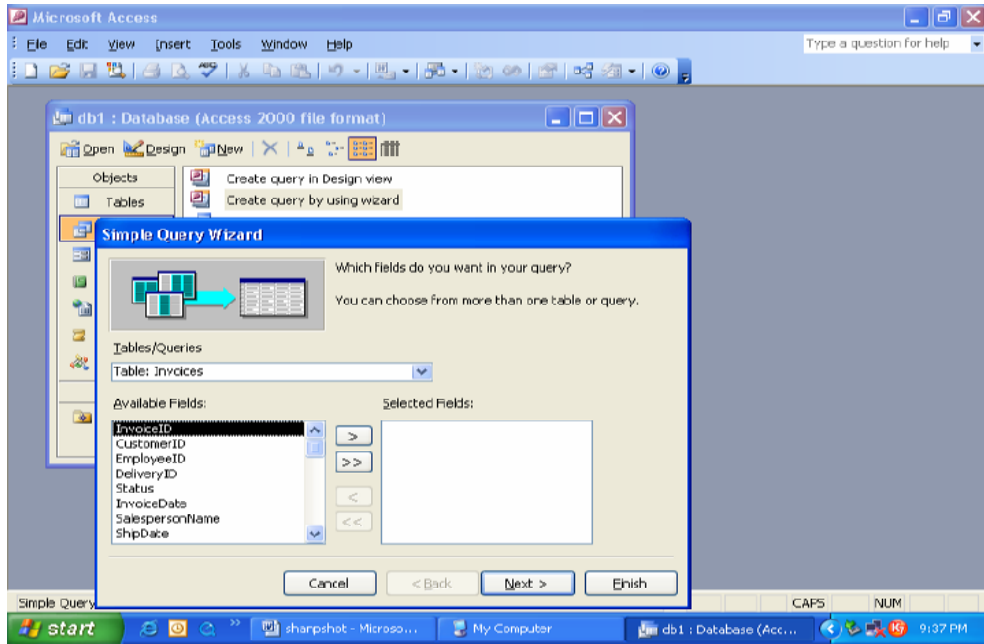 Microsoft Access
File Edit View Insert Tools Window Help
Type a question for help
db1 : Database (Access 2000 file format)
Open Design New
Objects
Create query in Design view
Tables
Create query by using wizard
Simple Query Wizard
Which fields do you want in your query?
You can choose from more than one table or query.
Tables/Queries
Table: Invoices
Available Fields:
Selected Fields:
InvoiceID
CustomerID
EmployeeID
DeliveryID
Status
InvoiceDate
SalespersonName
ShipDate
>
>>
<
<<
Cancel
< Back
Next >
Finish
Simple Query
CAPS NUM
start
sharpshot - Microso...
My Computer
db1 : Database (Acc...
9:37 PM